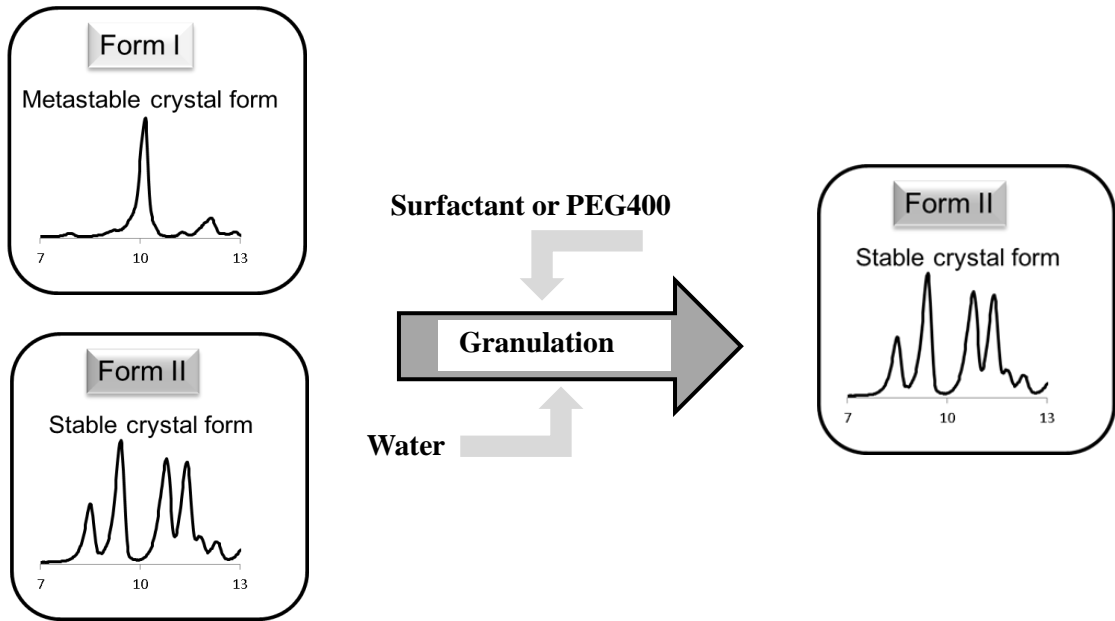 Form I
Metastable crystal form
7 10 13
Form II
Stable crystal form
7 10 13
Surfactant or PEG400
Granulation
Water
Form II
Stable crystal form
7 10 13